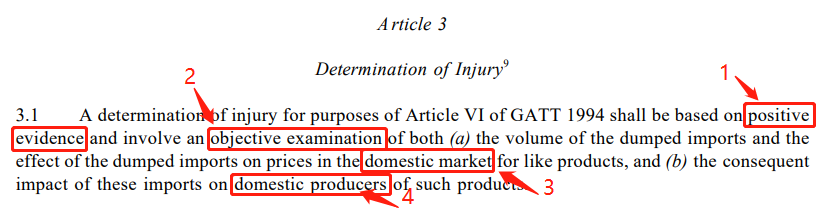 Article 3
Determination of Injury9
2
1
3.1 A determination of injury for purposes of Article VI of GATT 1994 shall be based on positive
evidence and involve an objective examination of both (a) the volume of the dumped imports and the
effect of the dumped imports on prices in the domestic market for like products, and (b) the consequent
impact of these imports on domestic producers of such products.
3
4